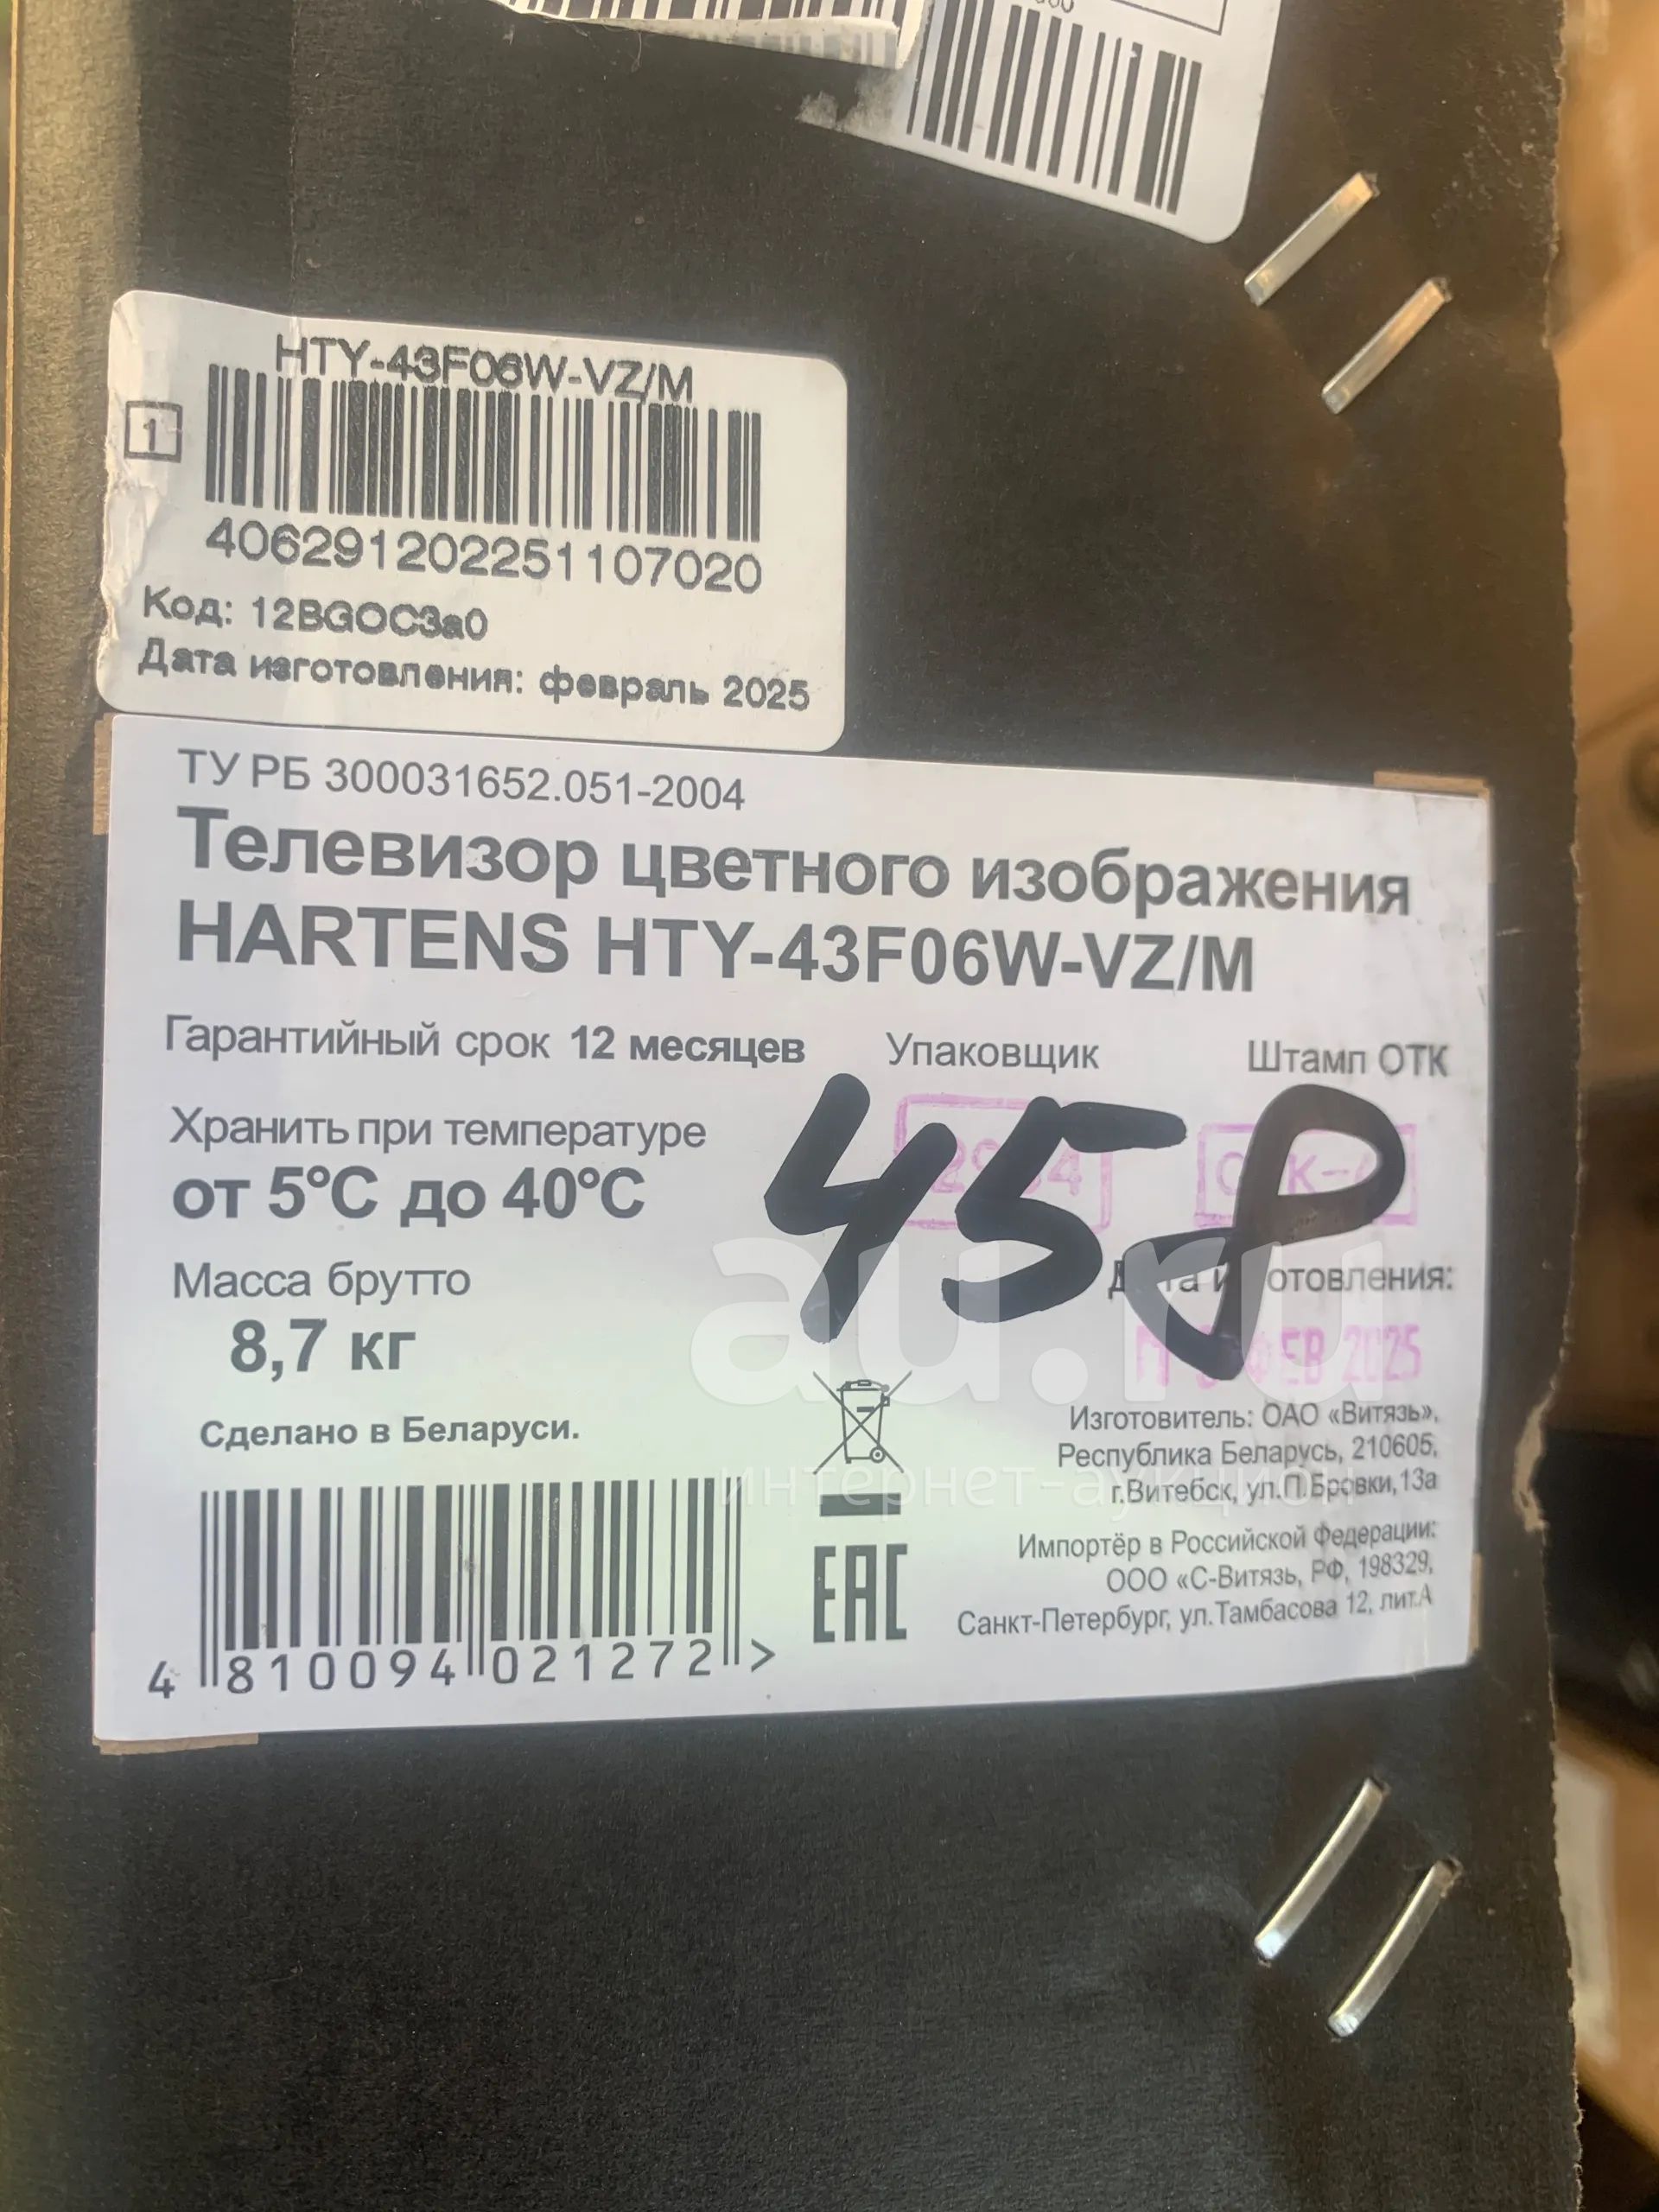 HTY-43F06W-VZ/M
1
406291202251107020
Код: 12BGOC3a0
Дата изготовления: февраль 2025
ТУ РБ 300031652.051-2004
Телевизор цветного изображения
HARTENS HTY-43F06W-VZ/M
Гарантийный срок 12 месяцев
Упаковщик
Штамп ОТК
Хранить при температуре
от 5°С до 40°С
458
Масса брутто
8,7 кг
отовления:
ФЕВ 2025
Сделано в Беларуси.
au.ru
интернет-аукцион
Изготовитель: ОАО «Витязь»,
Республика Беларусь, 210605,
г.Витебск, ул.П.Бровки,13а
EAC
Импортёр в Российской Федерации:
ООО «С-Витязь, РФ, 198329,
Санкт-Петербург, ул.Тамбасова 12, лит.А
4 810094 021272 >